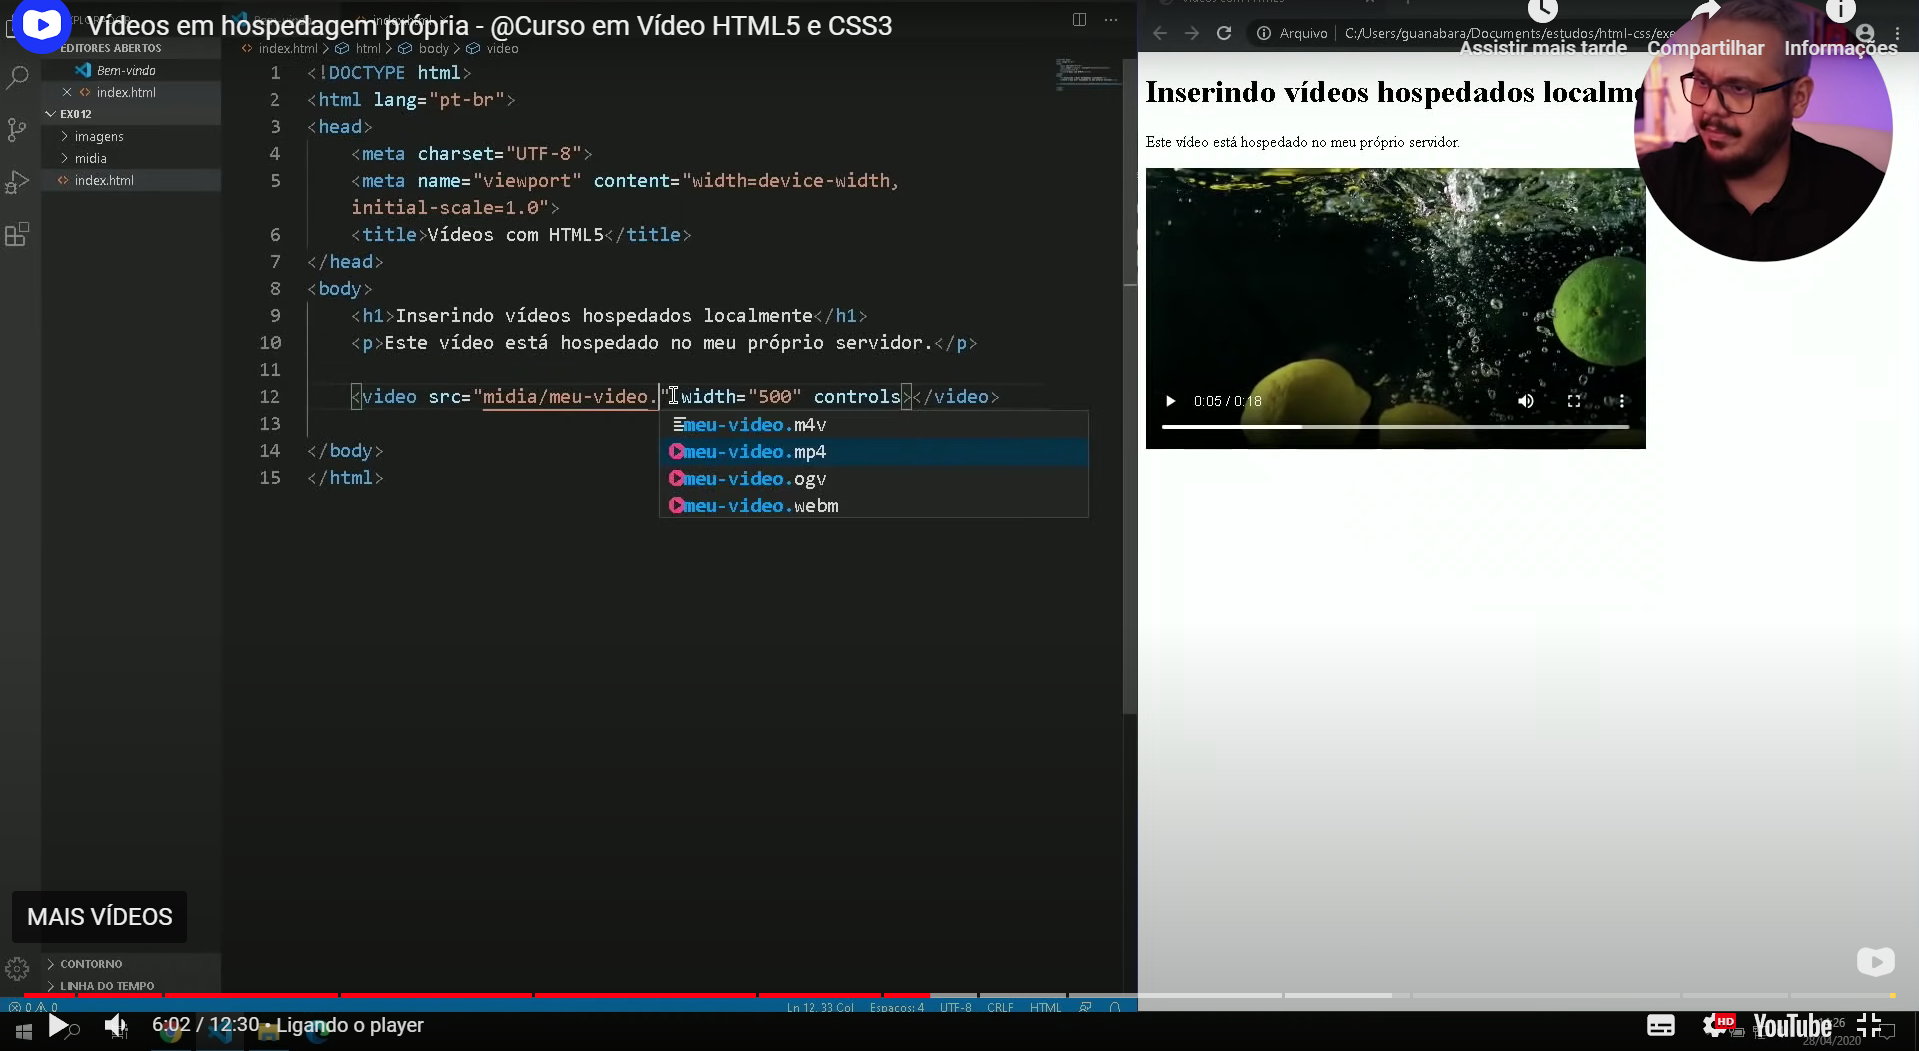 Vídeos em hospedagem própria - @Curso em Vídeo HTML5 e CSS3
EDITORES ABERTOS
Bem-vindo
index.html
EX012
imagens
midia
index.html
index.html > html > body > video
1 <!DOCTYPE html>
2 <html lang="pt-br">
3 <head>
4 <meta charset="UTF-8">
5 <meta name="viewport" content="width=device-width,
initial-scale=1.0">
6 <title>Vídeos com HTML5</title>
7 </head>
8 <body>
9 <h1>Inserindo vídeos hospedados localmente</h1>
10 <p>Este vídeo está hospedado no meu próprio servidor.</p>
11
12 <video src="midia/meu-video." width="500" controls></video>
13
14 </body>
15 </html>
meu-video.m4v
meu-video.mp4
meu-video.ogv
meu-video.webm
Arquivo
C:/Users/guanabara/Documents/estudos/html-css/exe
Assistir mais tarde
Compartilhar
Informações
Inserindo vídeos hospedados localme
Este vídeo está hospedado no meu próprio servidor.
0:05 / 0:18
MAIS VÍDEOS
CONTORNO
LINHA DO TEMPO
0 0
Ln 12, 33 Col
Espaços: 4
UTF-8
CRLF
HTML
6:02 / 12:30 • Ligando o player
HD
YouTube
28/04/2020